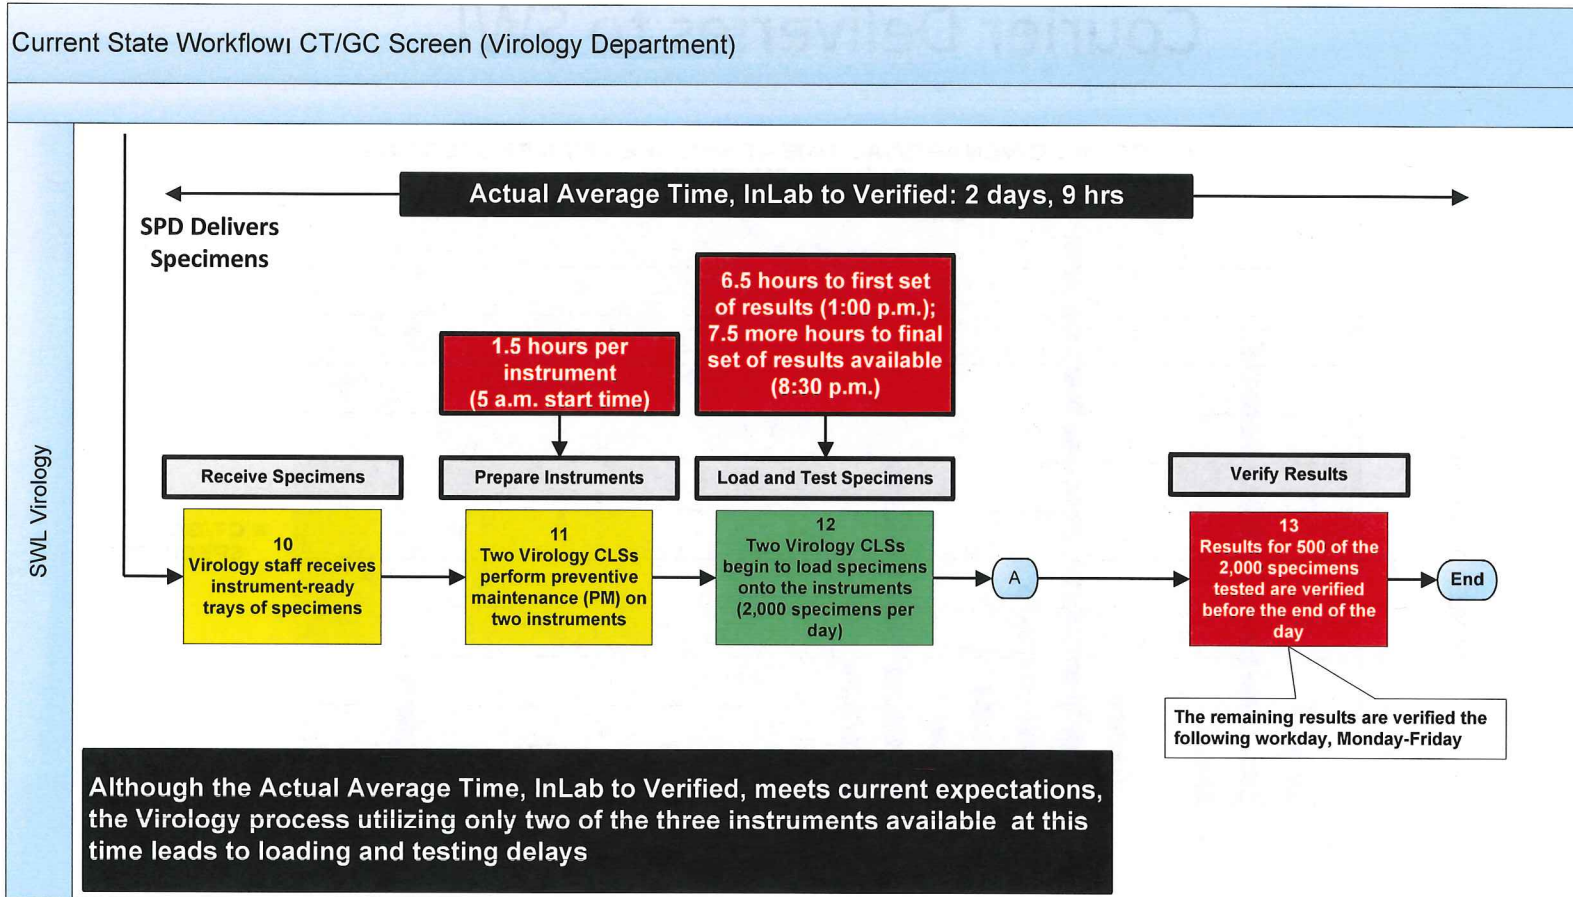 Current State Workflowı CT/GC Screen (Virology Department)
Actual Average Time, InLab to Verified: 2 days, 9 hrs
SPD Delivers
Specimens
6.5 hours to first set
of results (1:00 p.m.);
7.5 more hours to final
set of results available
(8:30 p.m.)
1.5 hours per
instrument
(5 a.m. start time)
SWL Virology
Receive Specimens
Prepare Instruments
Load and Test Specimens
Verify Results
10
Virology staff receives
instrument-ready
trays of specimens
11
Two Virology CLSs
perform preventive
maintenance (PM) on
two instruments
12
Two Virology CLSs
begin to load specimens
onto the instruments
(2,000 specimens per
day)
A
13
Results for 500 of the
2,000 specimens
tested are verified
before the end of the
day
End
The remaining results are verified the
following workday, Monday-Friday
Although the Actual Average Time, InLab to Verified, meets current expectations,
the Virology process utilizing only two of the three instruments available at this
time leads to loading and testing delays